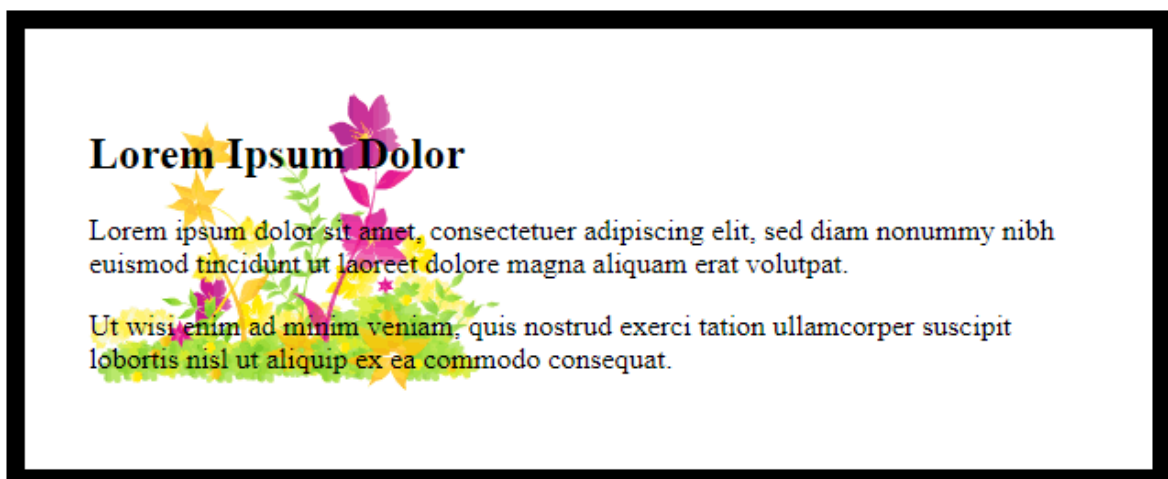 Lorem Ipsum Dolor
Lorem ipsum dolor sit amet, consectetuer adipiscing elit, sed diam nonummy nibh
euismod tincidunt ut laoreet dolore magna aliquam erat volutpat.
Ut wisi enim ad minim veniam, quis nostrud exerci tation ullamcorper suscipit
lobortis nisl ut aliquip ex ea commodo consequat.